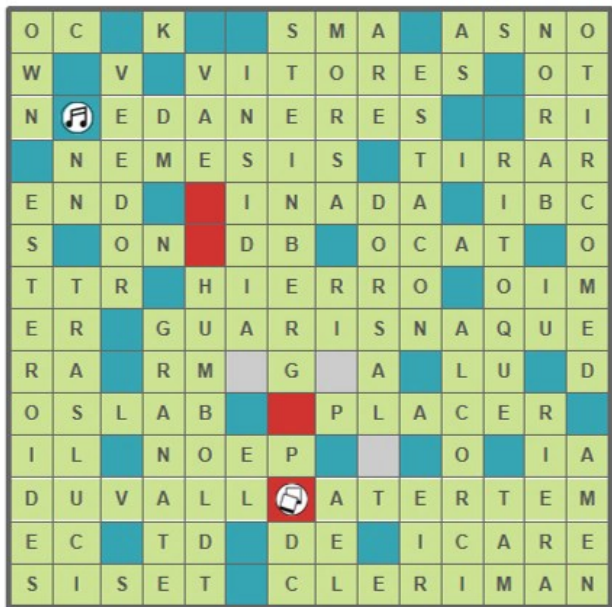 O C K S M A A S N O
W V V I T O R E S O T
N E D A N E R E S R I
N E M E S I S T I R A R
E N D I N A D A I B C
S O N D B O C A T O
T T R H I E R R O O I M
E R G U A R I S N A Q U E
R A R M G A L U D
O S L A B P L A C E R
I L N O E P O I A
D U V A L L A T E R T E M
E C T D D E I C A R E
S I S E T C L E R I M A N